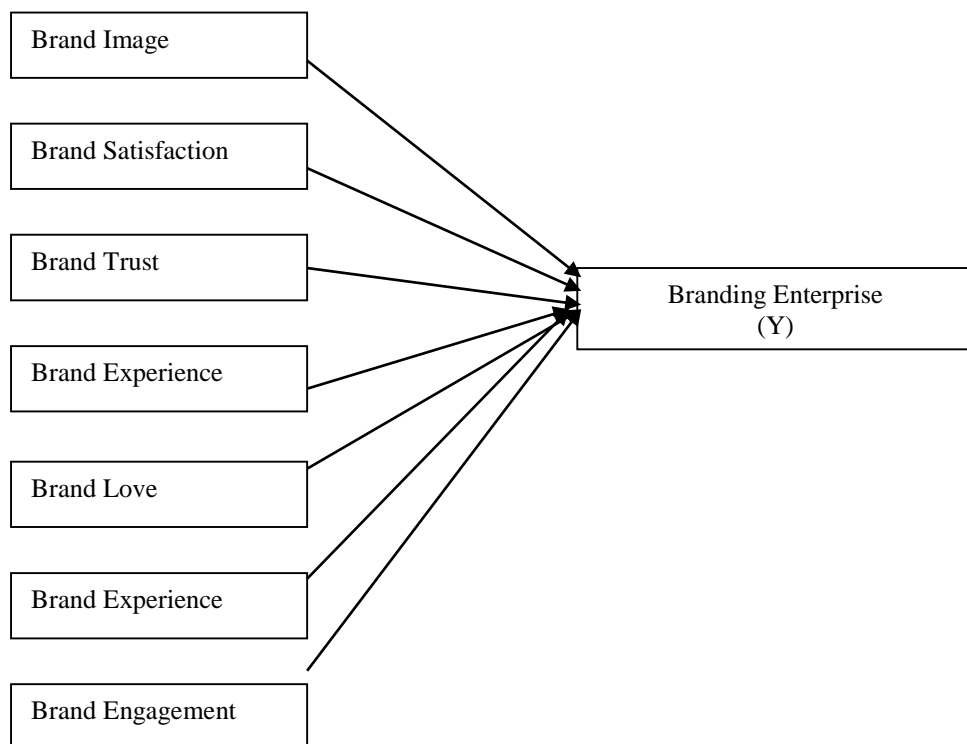 Brand Image
Brand Satisfaction
Brand Trust
Branding Enterprise
(Y)
Brand Experience
Brand Love
Brand Experience
Brand Engagement